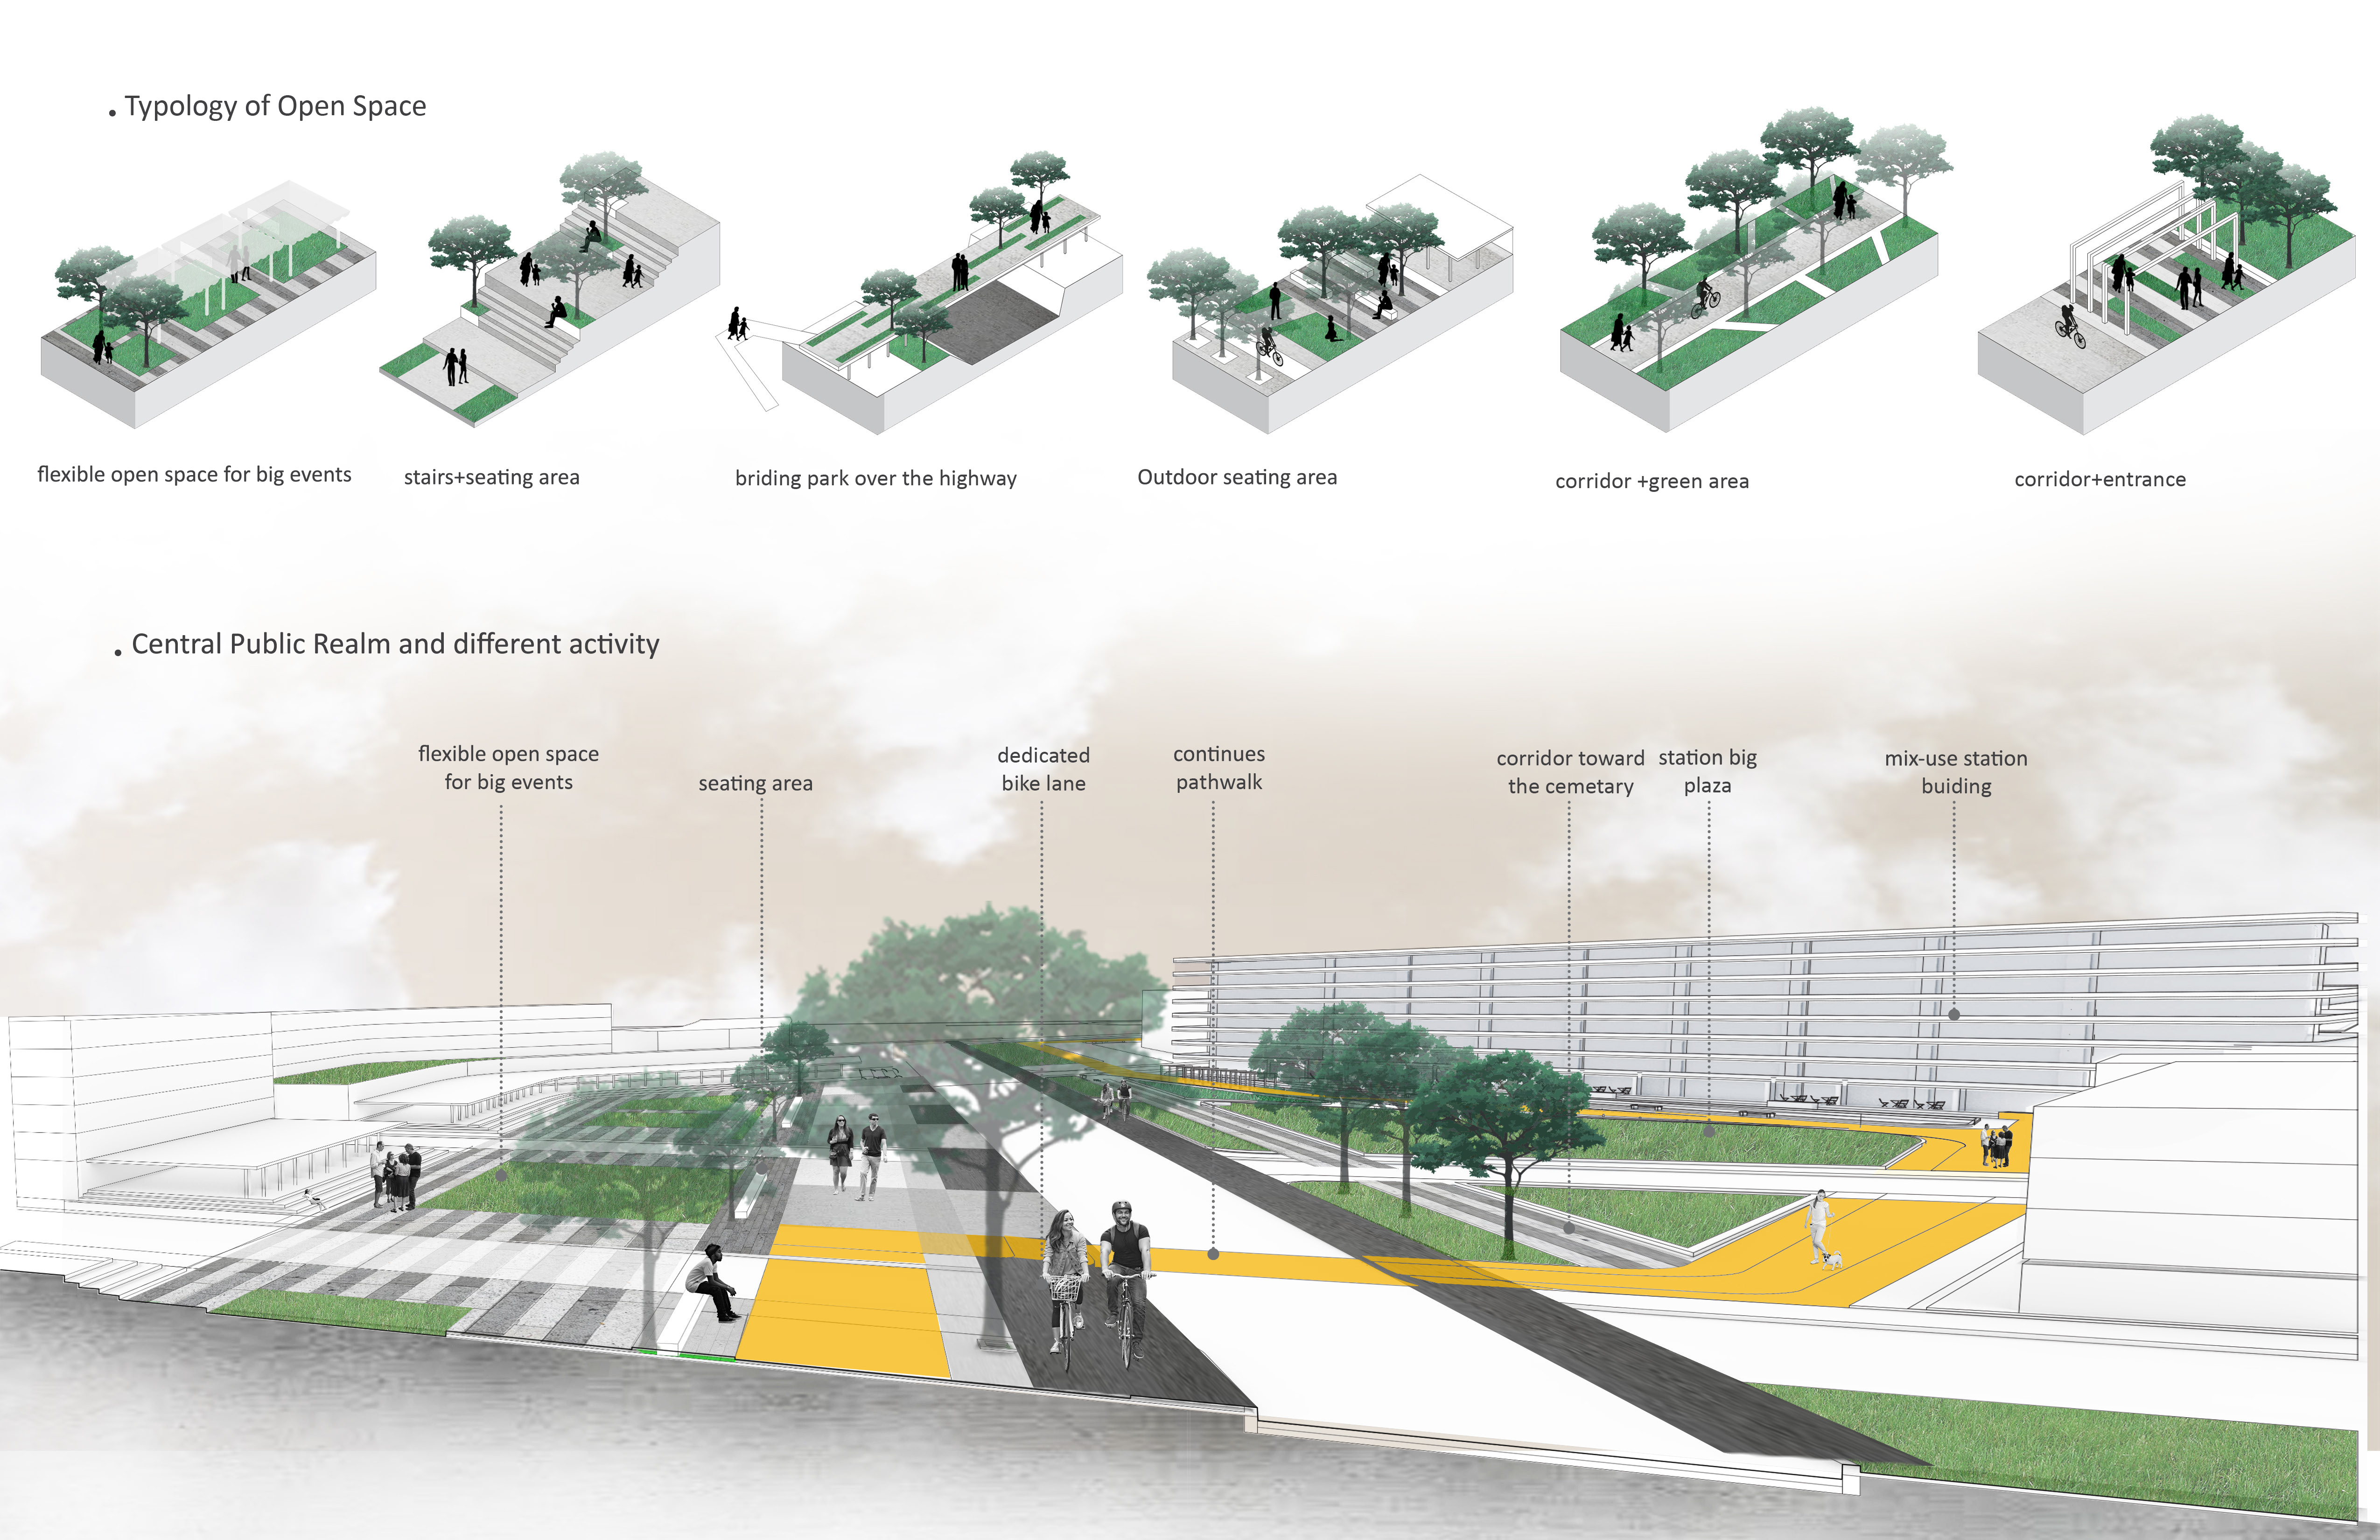 . Typology of Open Space
flexible open space for big events
stairs+seating area
briding park over the highway
Outdoor seating area
corridor +green area
corridor+entrance
. Central Public Realm and different activity
flexible open space
for big events
seating area
dedicated
bike lane
continues
pathwalk
corridor toward
the cemetary
station big
plaza
mix-use station
buiding